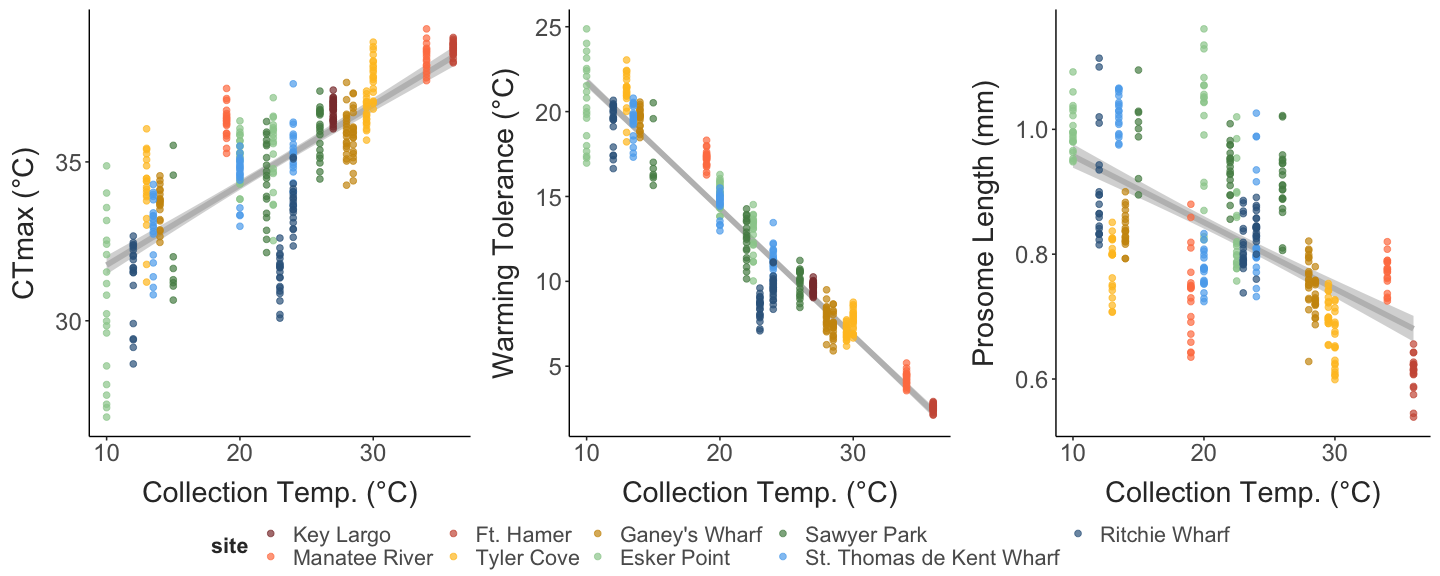 CTmax (°C)
35
30
10 20 30
Collection Temp. (°C)
Warming Tolerance (°C)
25
20
15
10
5
10 20 30
Collection Temp. (°C)
Prosome Length (mm)
1.0
0.8
0.6
10 20 30
Collection Temp. (°C)
site
Key Largo Ft. Hamer Ganey's Wharf Sawyer Park Ritchie Wharf
Manatee River Tyler Cove Esker Point St. Thomas de Kent Wharf